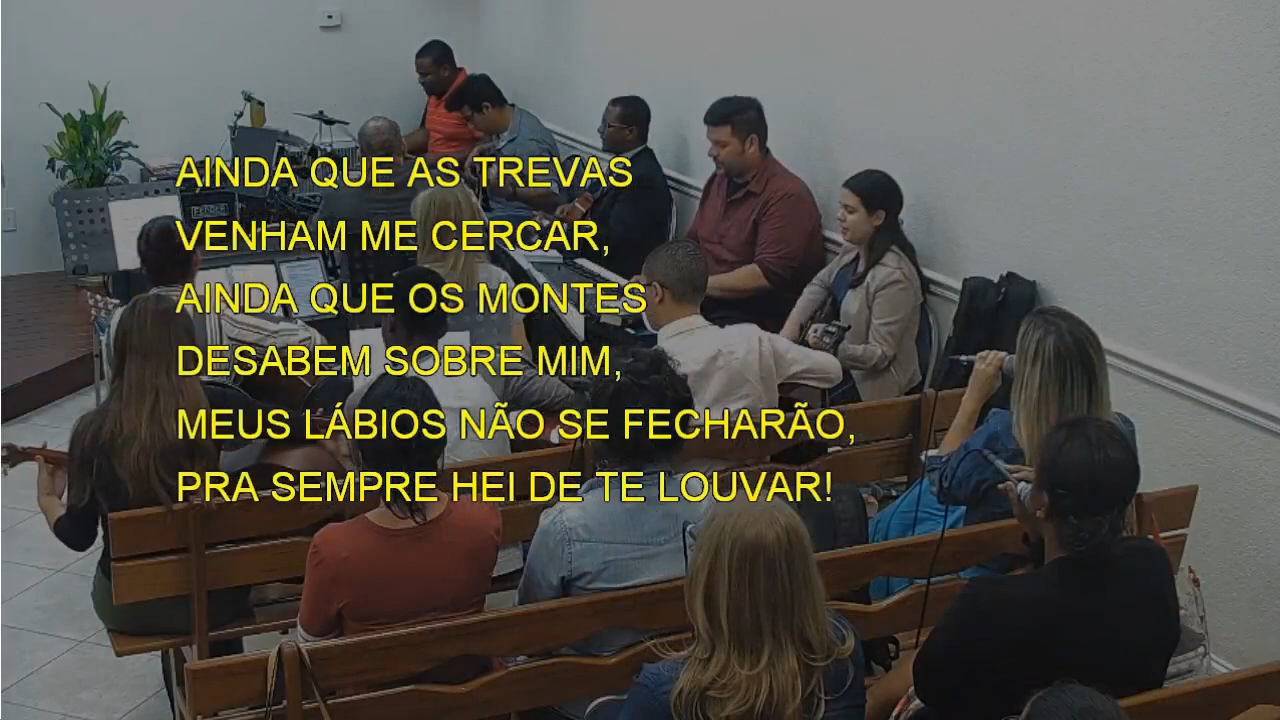 AINDA QUE AS TREVAS
VENHAM ME CERCAR,
AINDA QUE OS MONTES
DESABEM SOBRE MIM,
MEUS LÁBIOS NÃO SE FECHARÃO,
PRA SEMPRE HEI DE TE LOUVAR!